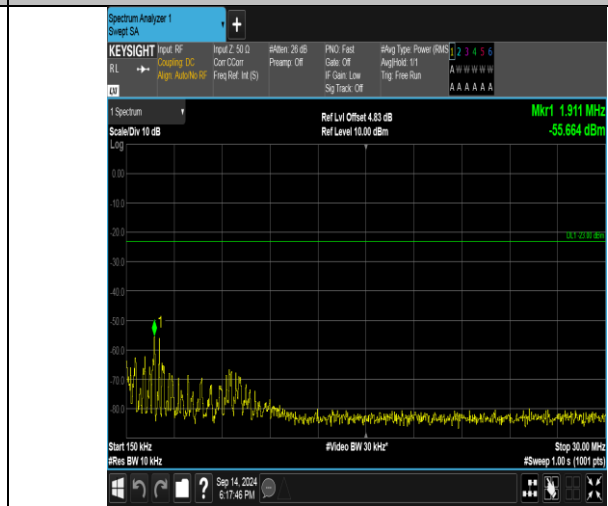 Spectrum Analyzer 1
Swept SA
+
KEYSIGHT Input: RF Input Z: 50 Ω #Atten: 26 dB PNO: Fast #Avg Type: Power (RMS 1 2 3 4 5 6
RL Coupling: DC Corr CCorr Preamp: Off Gate: Off Avg|Hold: 1/1 A W W W W W
Align: Auto/No RF Freq Ref: Int (S) IF Gain: Low Trig: Free Run
LXI Sig Track: Off A A A A A A
1 Spectrum Ref Lvl Offset 4.83 dB Mkr1 1.911 MHz
Scale/Div 10 dB Ref Level 10.00 dBm -55.664 dBm
Log
0.00
-10.0
-20.0
DL1 -23.00 dBm
-30.0
-40.0
-50.0
1
-60.0
-70.0
-80.0
Start 150 kHz #Video BW 30 kHz* Stop 30.00 MHz
#Res BW 10 kHz #Sweep 1.00 s (1001 pts)
? Sep 14, 2024
6:17:46 PM